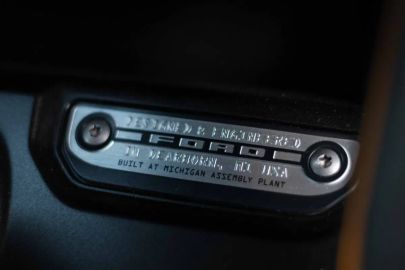 DESIGNED & ENGINEERED
FORD
IN DEARBORN, MI USA
BUILT AT MICHIGAN ASSEMBLY PLANT